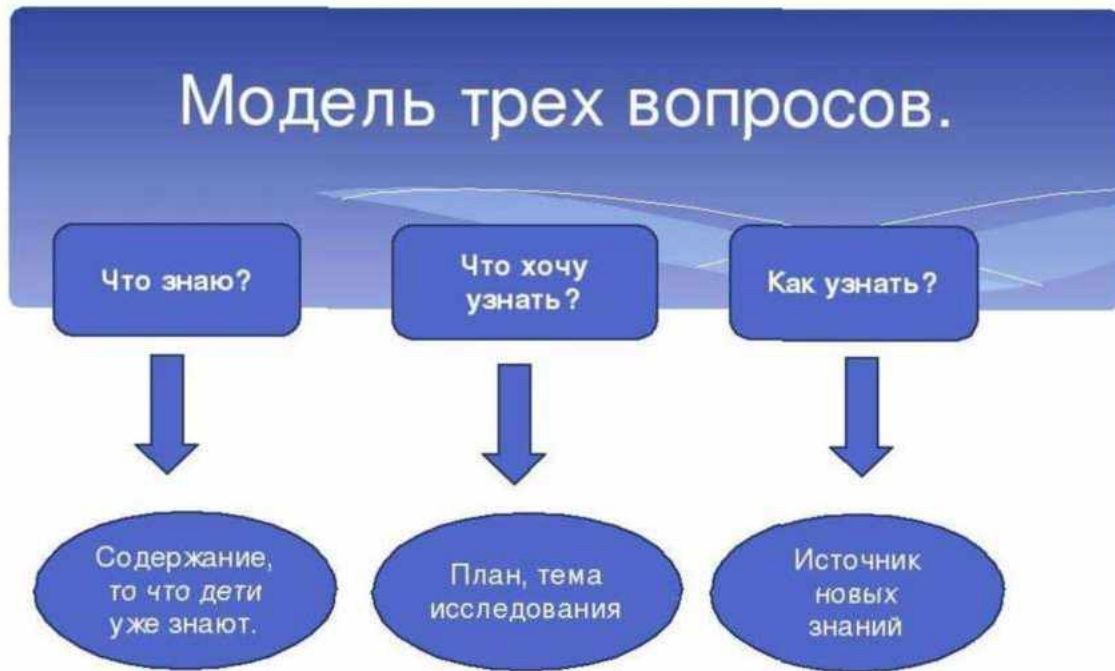 Модель трех вопросов.
Что знаю?
Что хочу
узнать?
Как узнать?
Содержание,
то что дети
уже знают.
План, тема
исследования
Источник
новых
знаний